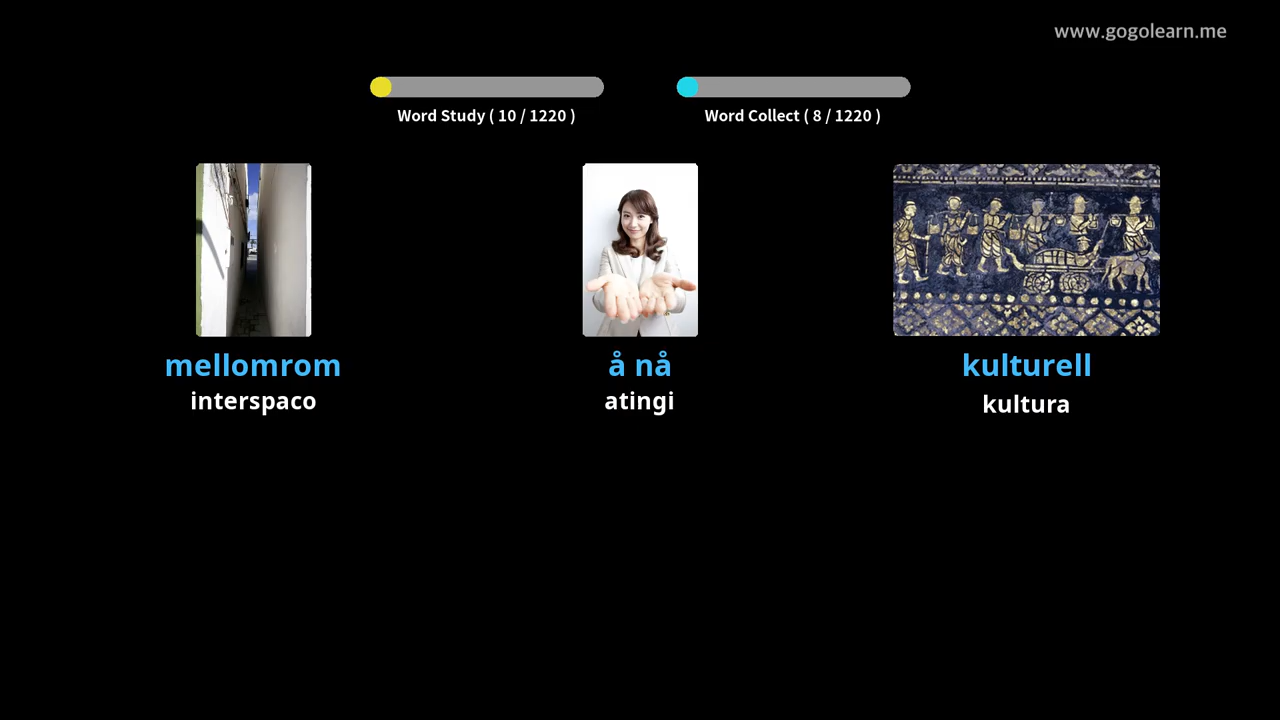 www.gogolearn.me
Word Study ( 10 / 1220 )
Word Collect ( 8 / 1220 )
mellomrom
interspaco
å nå
atingi
kulturell
kultura